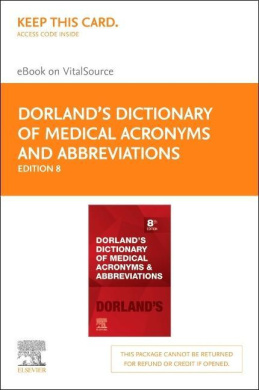 KEEP THIS CARD.
ACCESS CODE INSIDE
eBook on VitalSource
DORLAND'S DICTIONARY
OF MEDICAL ACRONYMS
AND ABBREVIATIONS
EDITION 8
8TH
EDITION
DORLAND'S
DICTIONARY OF
MEDICAL ACRONYMS &
ABBREVIATIONS
DORLAND'S
ELSEVIER
THIS PACKAGE CANNOT BE RETURNED
FOR REFUND OR CREDIT IF OPENED.